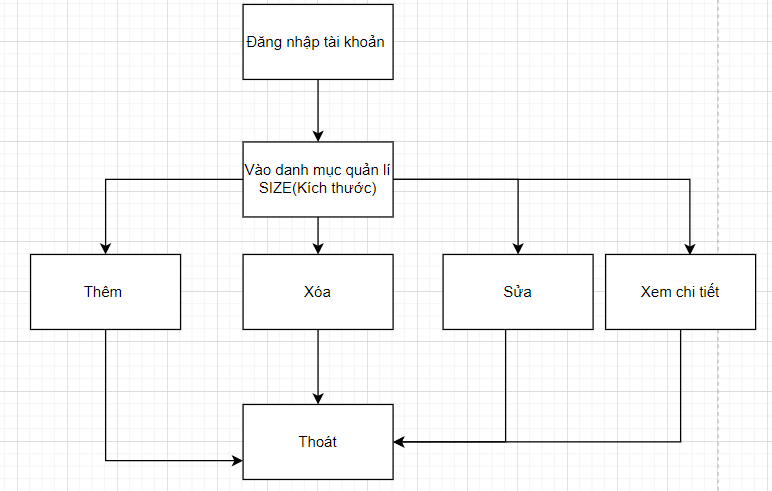 Đăng nhập tài khoản
Vào danh mục quản lí
SIZE(Kích thước)
Thêm
Xóa
Sửa
Xem chi tiết
Thoát